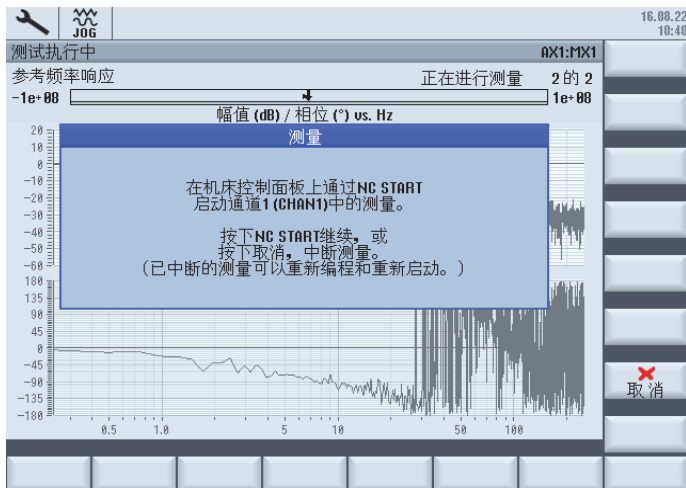 JOG
16.08.22
10:40
测试执行中 AX1:MX1
参考频率响应 正在进行测量 2 的 2
-1e+08 1e+08
幅值 (dB) / 相位 (°) vs. Hz
测量
在机床控制面板上通过NC START
启动通道1 (CHAN1)中的测量。
按下NC START继续，或
按下取消，中断测量。
(已中断的测量可以重新编程和重新启动。)
20
10
0
-10
-20
-30
-40
-50
-60
180
135
90
45
0
-45
-90
-135
-180
0.5 1.0 5 10 50 100
取消